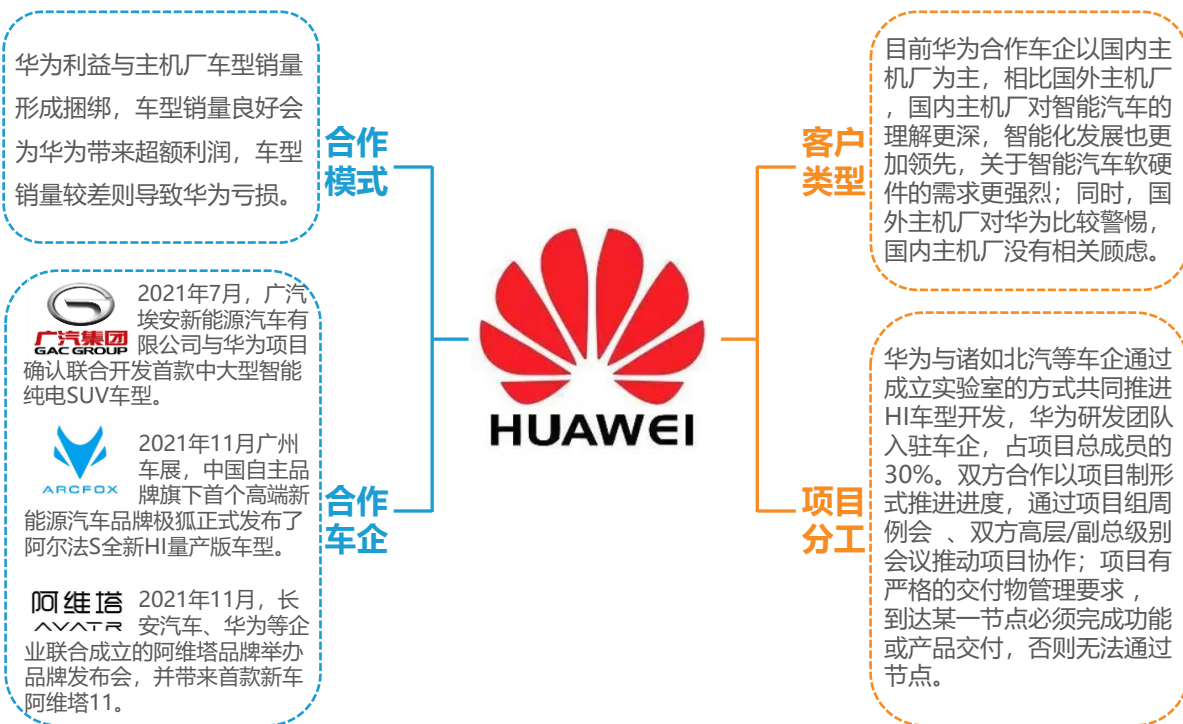 华为利益与主机厂车型销量
形成捆绑，车型销量良好会
为华为带来超额利润，车型
销量较差则导致华为亏损。
合作
模式
广汽集团
GAC GROUP
2021年7月，广汽
埃安新能源汽车有
限公司与华为项目
确认联合开发首款中大型智能
纯电SUV车型。
ARCFOX
2021年11月广州
车展，中国自主品
牌旗下首个高端新
能源汽车品牌极狐正式发布了
阿尔法S全新HI量产版车型。
阿维塔
AVATR
2021年11月，长
安汽车、华为等企
业联合成立的阿维塔品牌举办
品牌发布会，并带来首款新车
阿维塔11。
合作
车企
HUAWEI
客户
类型
目前华为合作车企以国内主
机厂为主，相比国外主机厂
，国内主机厂对智能汽车的
理解更深，智能化发展也更
加领先，关于智能汽车软硬
件的需求更强烈；同时，国
外主机厂对华为比较警惕，
国内主机厂没有相关顾虑。
项目
分工
华为与诸如北汽等车企通过
成立实验室的方式共同推进
HI车型开发，华为研发团队
入驻车企，占项目总成员的
30%。双方合作以项目制形
式推进进度，通过项目组周
例会 、双方高层/副总级别
会议推动项目协作；项目有
严格的交付物管理要求，
到达某一节点必须完成功能
或产品交付，否则无法通过
节点。